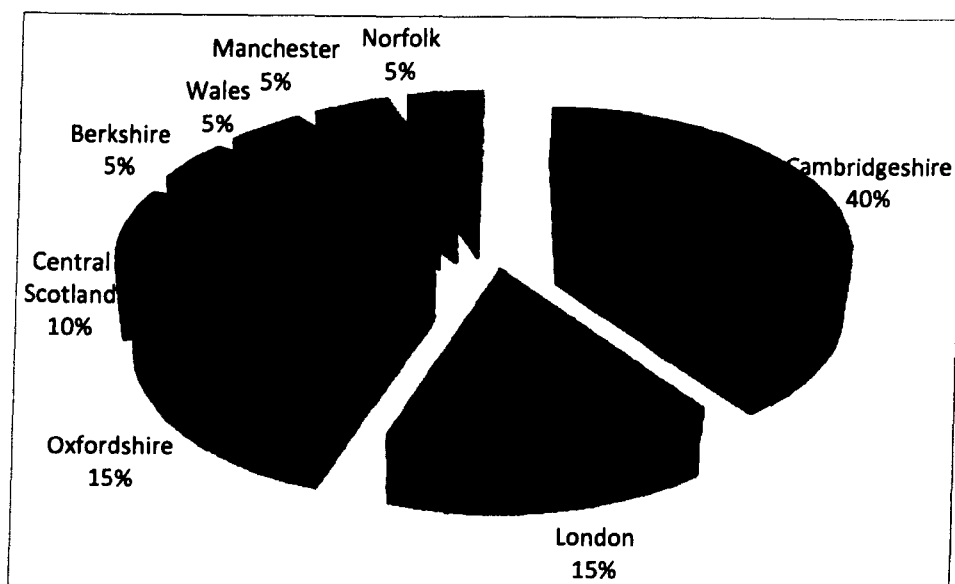 Norfolk
5%
Manchester
5%
Wales
5%
Berkshire
5%
Cambridgeshire
40%
Central
Scotland
10%
Oxfordshire
15%
London
15%